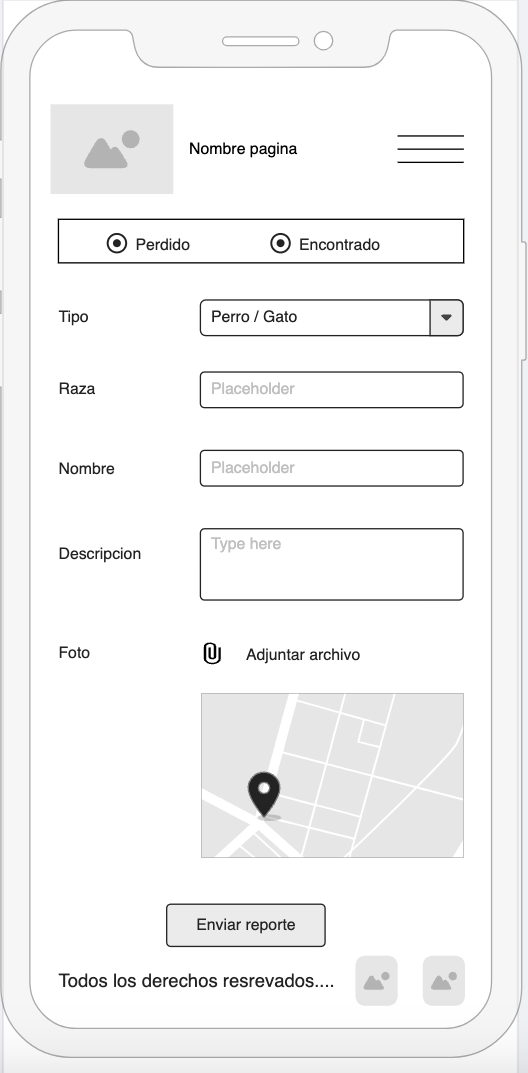 Nombre pagina
Perdido Encontrado
Tipo Perro / Gato
Raza Placeholder
Nombre Placeholder
Descripcion Type here
Foto Adjuntar archivo
Enviar reporte
Todos los derechos resrevados....